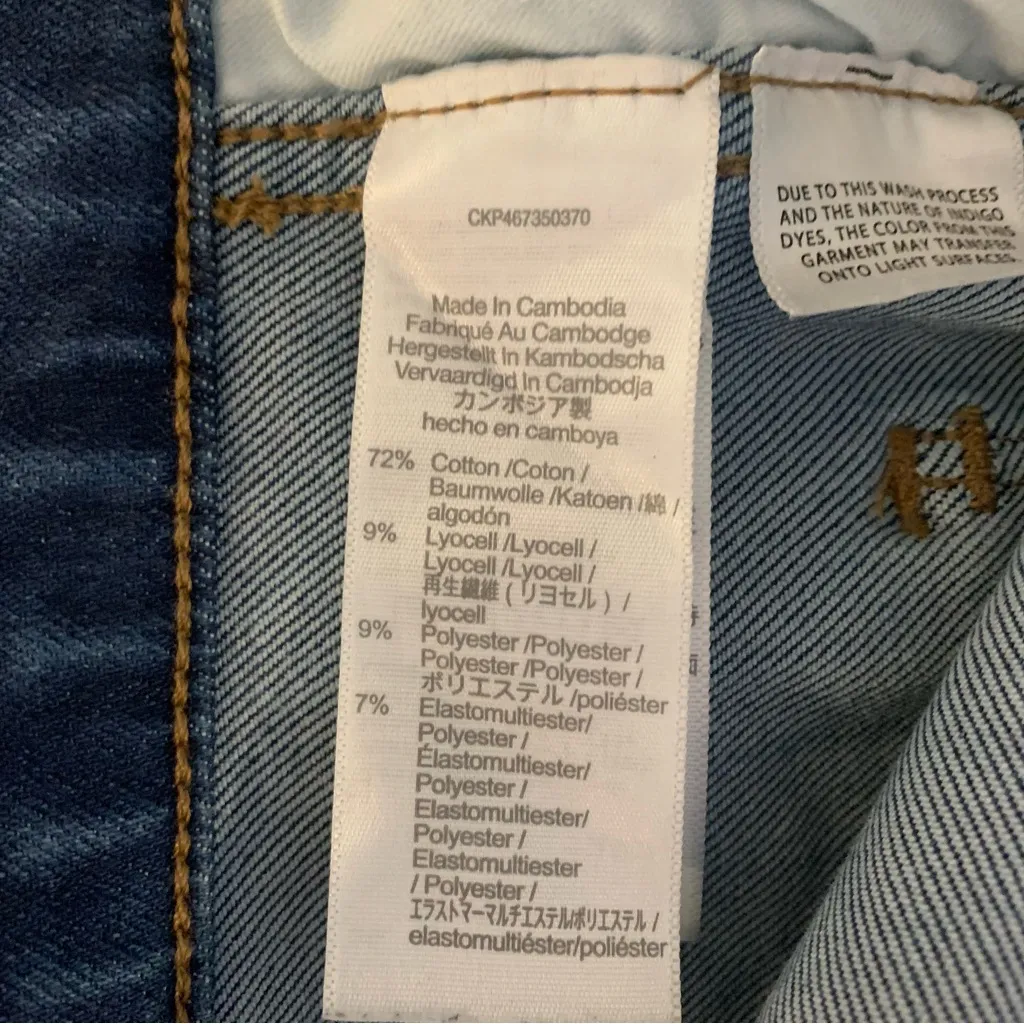 CKP467350370
Made In Cambodia
Fabriqué Au Cambodge
Hergestellt In Kambodscha
Vervaardigd In Cambodja
カンボジア製
hecho en camboya
72% Cotton /Coton /
Baumwolle /Katoen /綿 /
algodón
9% Lyocell /Lyocell /
Lyocell /Lyocell /
再生繊維 ( リヨセル ) /
lyocell
9% Polyester /Polyester /
Polyester /Polyester /
ポリエステル /poliéster
7% Elastomultiester/
Polyester /
Élastomultiester/
Polyester /
Elastomultiester/
Polyester /
Elastomultiester
/ Polyester /
エラストマーマルチエステル/ポリエステル /
elastomultiéster/poliéster
DUE TO THIS WASH PROCESS
AND THE NATURE OF INDIGO
DYES, THE COLOR FROM THIS
GARMENT MAY TRANSFER
ONTO LIGHT SURFACES.